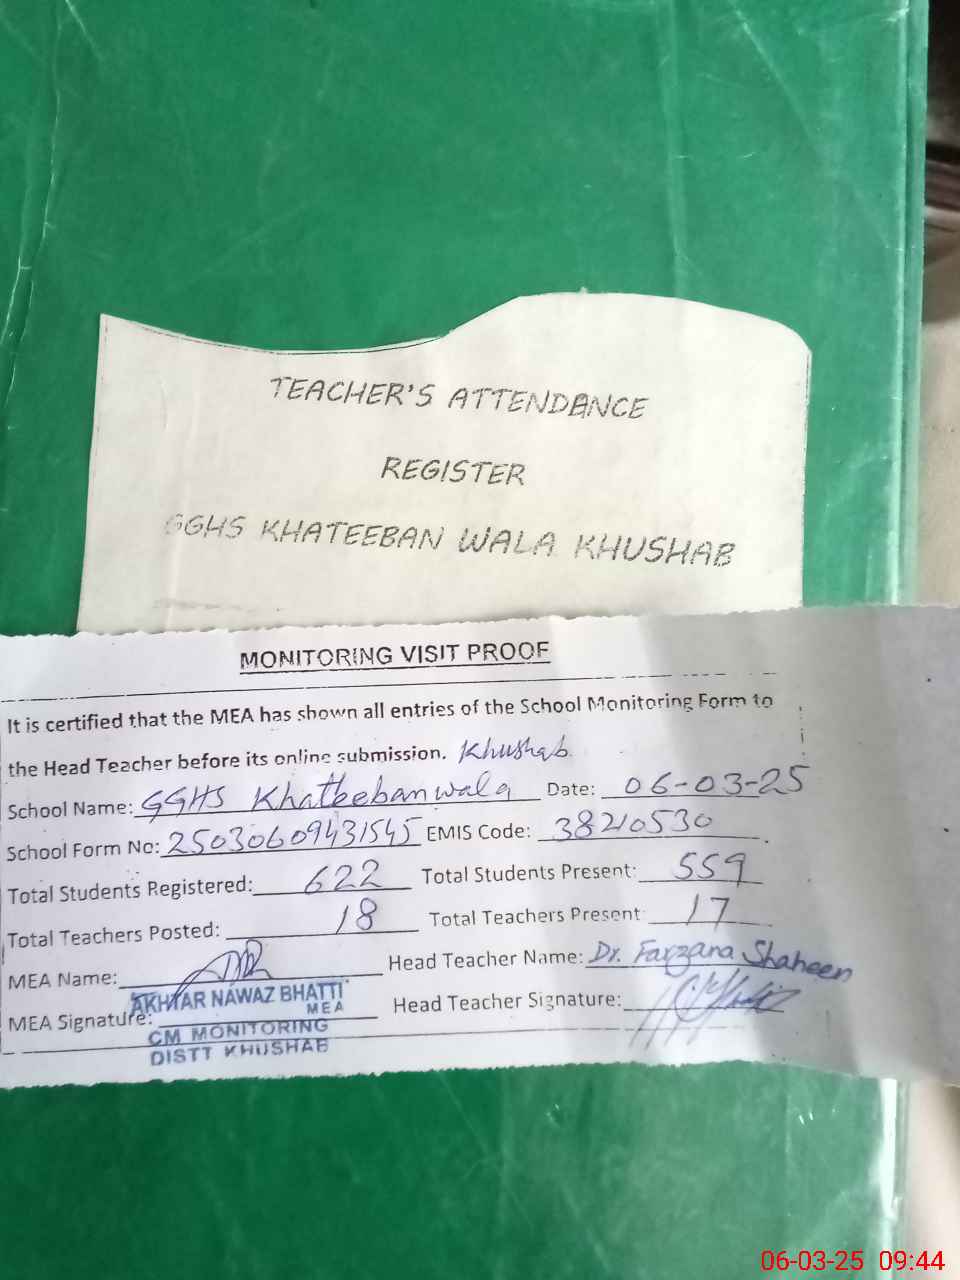 TEACHER'S ATTENDANCE
REGISTER
GGHS KHATEEBAN WALA KHUSHAB
MONITORING VISIT PROOF
It is certified that the MEA has shown all entries of the School Monitoring Form to
the Head Teacher before its online submission. Khushab
School Name: GGHS Khateebanwala Date: 06-03-25
School Form No: 25030609431545 EMIS Code: 38210530
Total Students Registered: 622 Total Students Present: 559
Total Teachers Posted: 18 Total Teachers Present: 17
MEA Name: Head Teacher Name: Dr. Farzana Shaheen
AKHTAR NAWAZ BHATTI
MEA
MEA Signature: Head Teacher Signature:
CM MONITORING
DISTT KHUSHAB
06-03-25 09:44